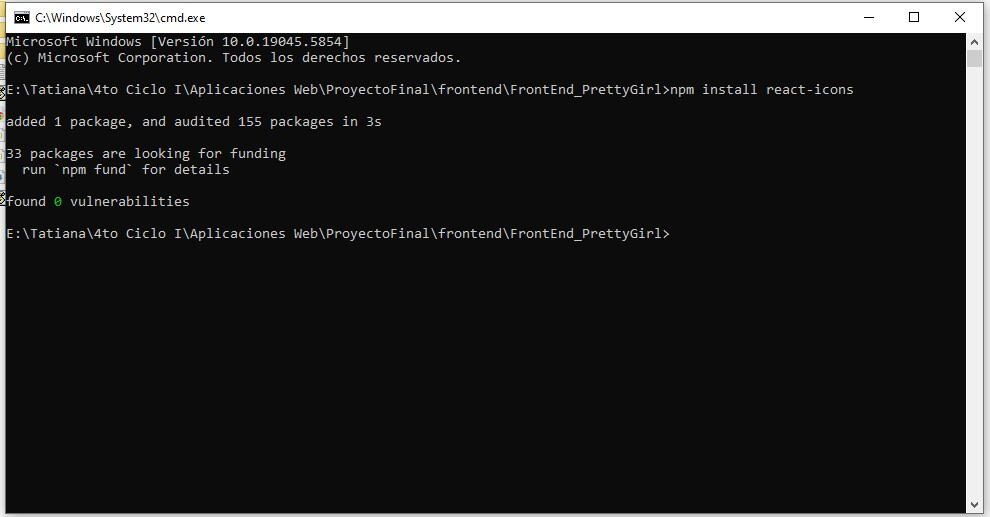 C:\Windows\System32\cmd.exe
Microsoft Windows [Versión 10.0.19045.5854]
(c) Microsoft Corporation. Todos los derechos reservados.
E:\Tatiana\4to Ciclo I\Aplicaciones Web\ProyectoFinal\frontend\FrontEnd_PrettyGirl>npm install react-icons
added 1 package, and audited 155 packages in 3s
33 packages are looking for funding
  run `npm fund` for details
found 0 vulnerabilities
E:\Tatiana\4to Ciclo I\Aplicaciones Web\ProyectoFinal\frontend\FrontEnd_PrettyGirl>